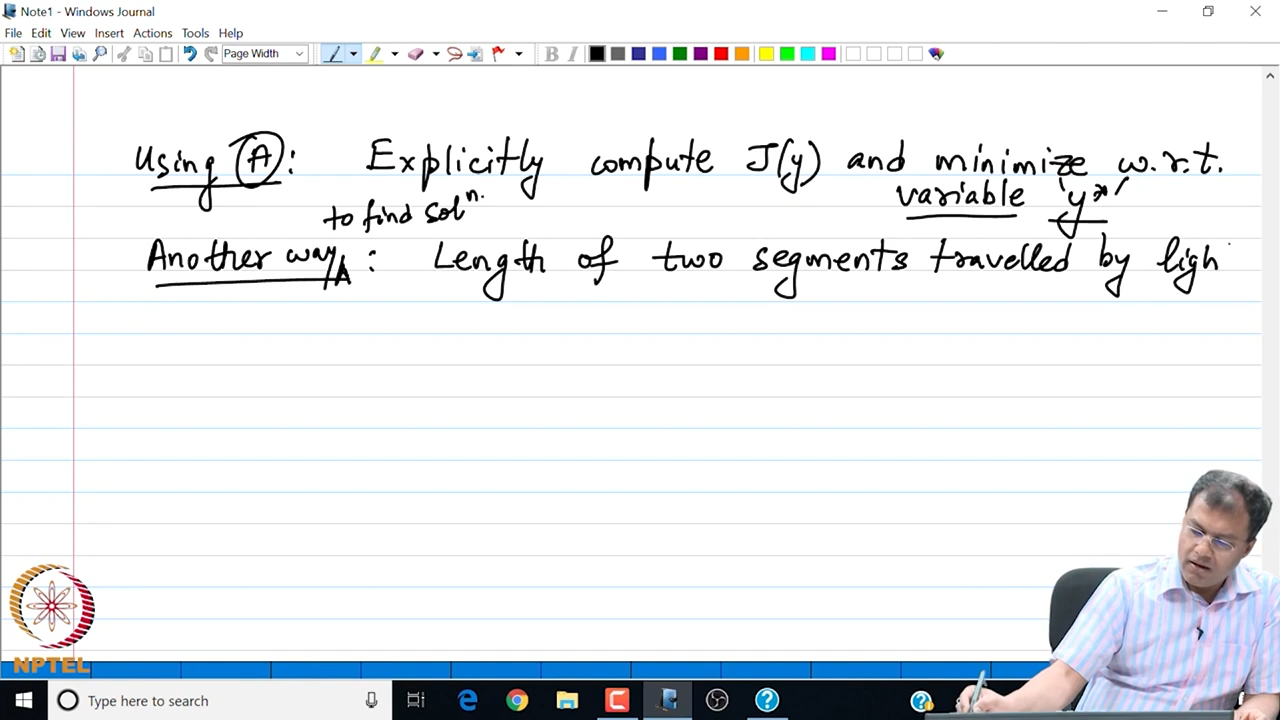 Note1 - Windows Journal
File Edit View Insert Actions Tools Help
Page Width
B I
Using (A): Explicitly compute J(y) and minimize w.r.t.
variable 'y*'
to find solⁿ.
Another way/A : Length of two segments travelled by ligh
NPTEL
Type here to search